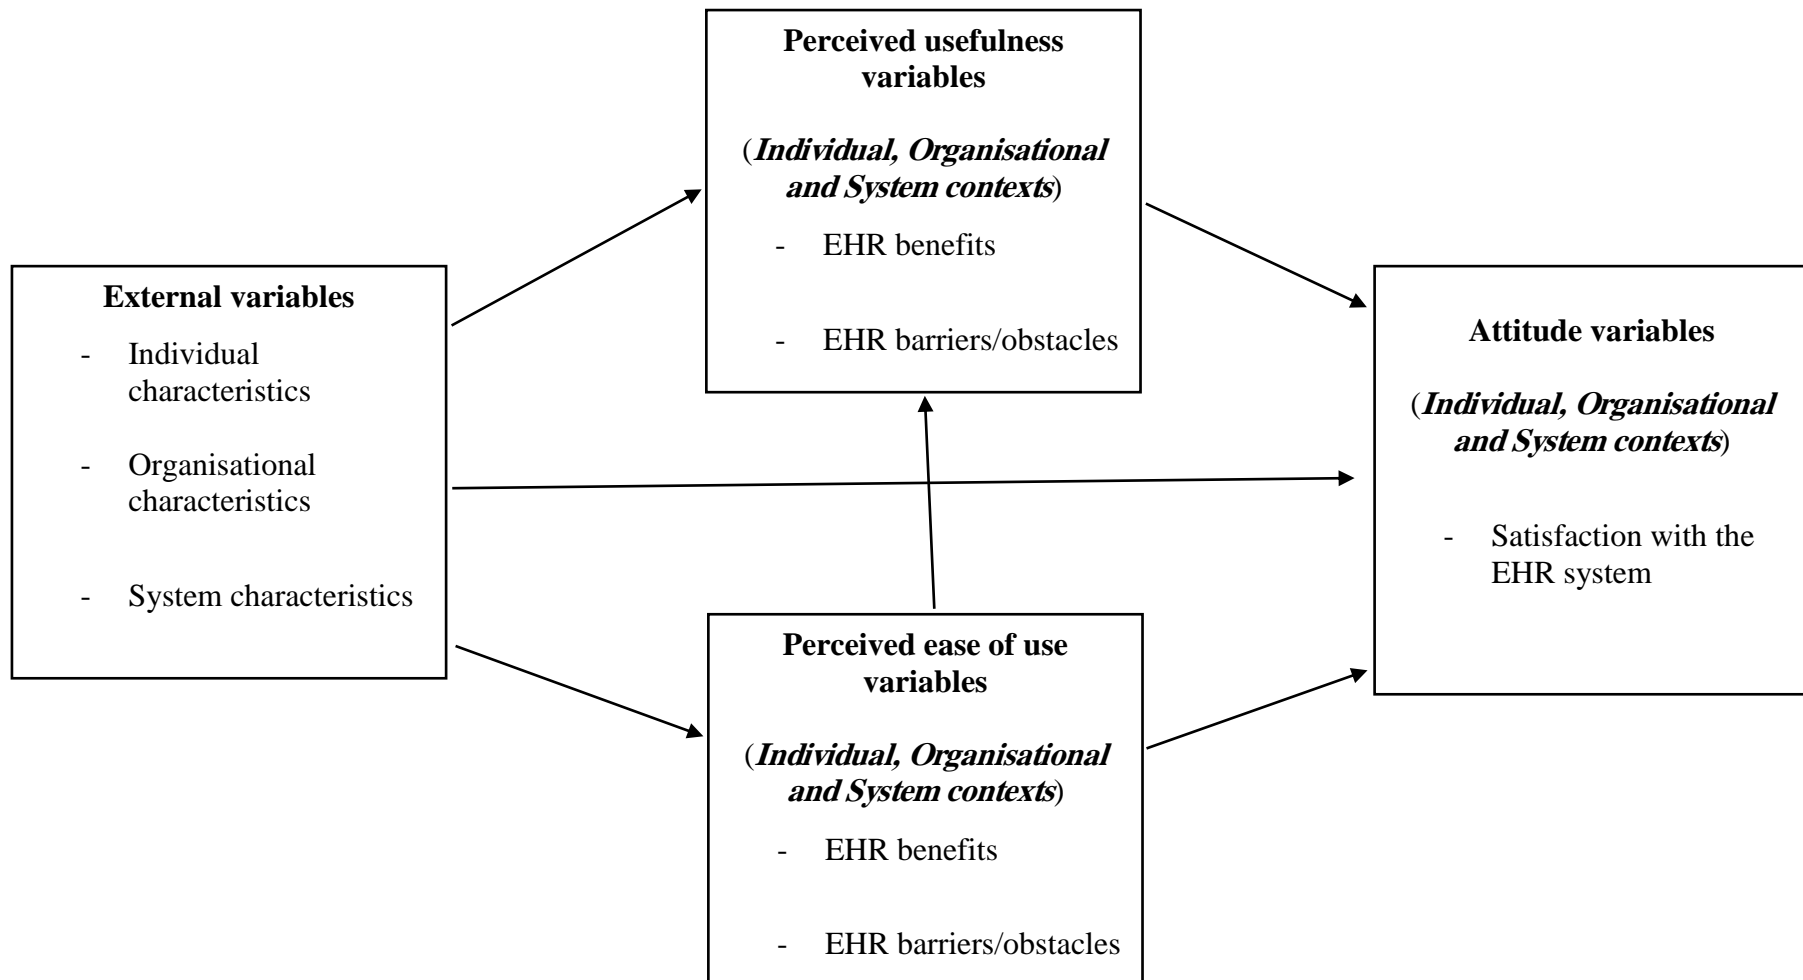 Perceived usefulness
variables
(Individual, Organisational
and System contexts)
- EHR benefits
- EHR barriers/obstacles
External variables
- Individual
characteristics
- Organisational
characteristics
- System characteristics
Attitude variables
(Individual, Organisational
and System contexts)
- Satisfaction with the
EHR system
Perceived ease of use
variables
(Individual, Organisational
and System contexts)
- EHR benefits
- EHR barriers/obstacles